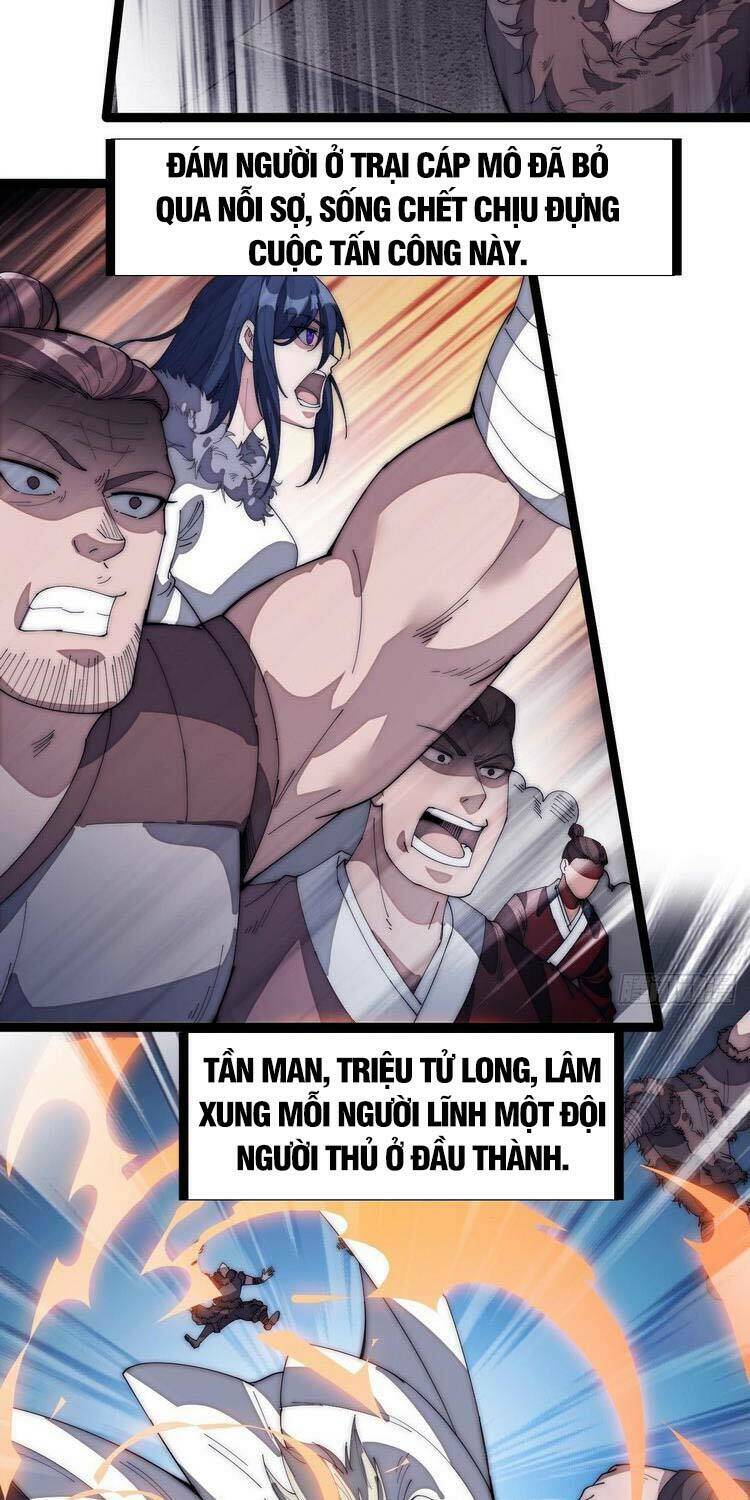 ĐÁM NGƯỜI Ở TRẠI CÁP MÔ ĐÃ BỎ
QUA NỖI SỢ, SỐNG CHẾT CHỊU ĐỰNG
CUỘC TẤN CÔNG NÀY.
TẦN MAN, TRIỆU TỬ LONG, LÂM
XUNG MỖI NGƯỜI LĨNH MỘT ĐỘI
NGƯỜI THỦ Ở ĐẦU THÀNH.